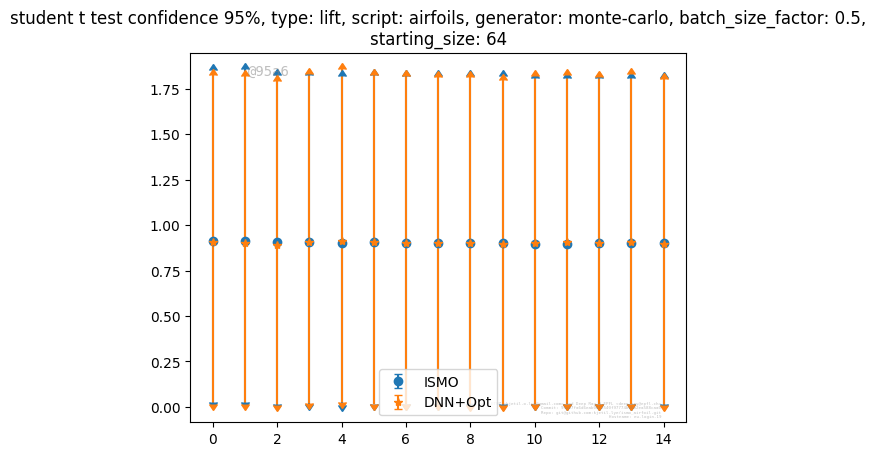 student t test confidence 95%, type: lift, script: airfoils, generator: monte-carlo, batch_size_factor: 0.5,
starting_size: 64
1.75
1.50
1.25
1.00
0.75
0.50
0.25
0.00
ISMO
DNN+Opt
0 2 4 6 8 10 12 14